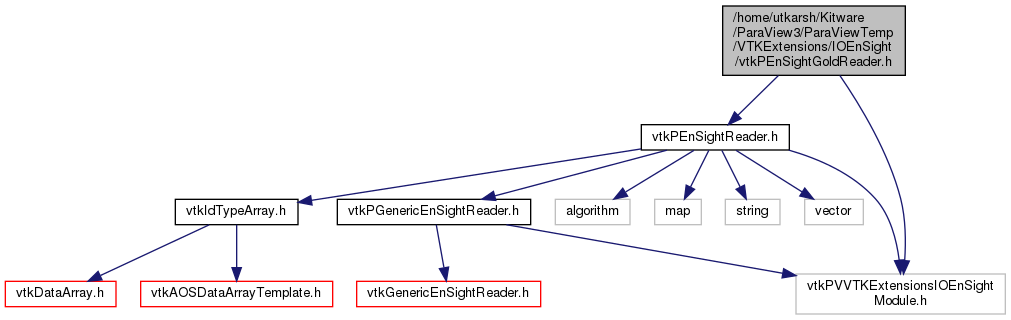 /home/utkarsh/Kitware
/ParaView3/ParaViewTemp
/VTKExtensions/IOEnSight
/vtkPEnSightGoldReader.h
vtkPEnSightReader.h
vtkIdTypeArray.h
vtkPGenericEnSightReader.h
algorithm
map
string
vector
vtkDataArray.h
vtkAOSDataArrayTemplate.h
vtkGenericEnSightReader.h
vtkPVVTKExtensionsIOEnSight
Module.h